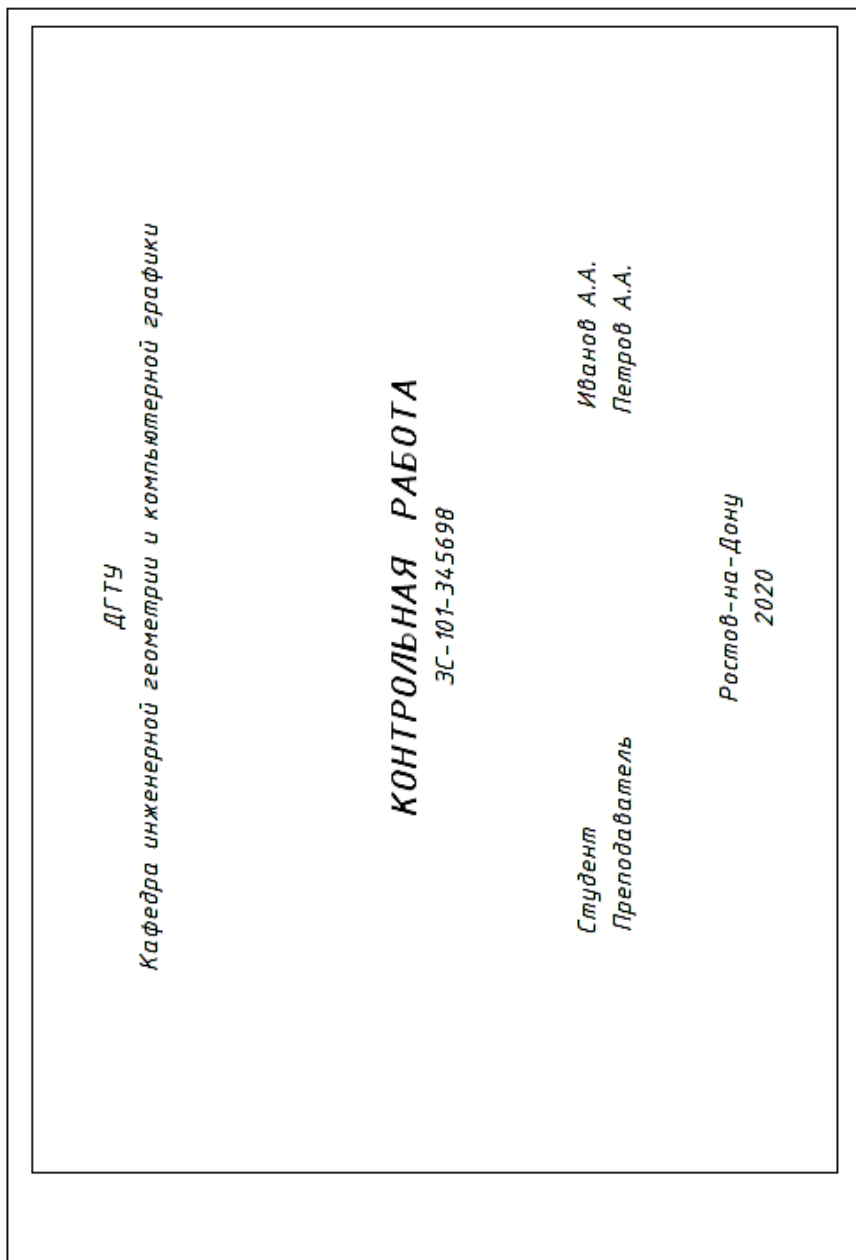 ДГТУ
Кафедра инженерной геометрии и компьютерной графики
КОНТРОЛЬНАЯ РАБОТА
ЗС-101-345698
Студент Иванов А.А.
Преподаватель Петров А.А.
Ростов-на-Дону
2020